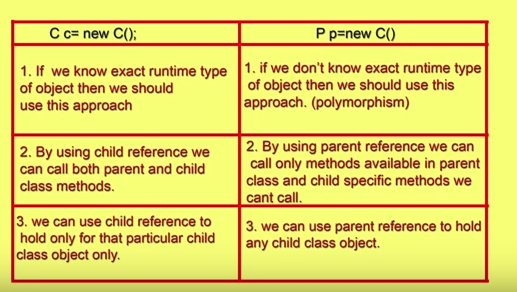 C c= new C();
P p=new C()
1. If we know exact runtime type
of object then we should
use this approach
1. if we don't know exact runtime type
of object then we should use this
approach. (polymorphism)
2. By using child reference we
can call both parent and child
class methods.
2. By using parent reference we can
call only methods available in parent
class and child specific methods we
cant call.
3. we can use child reference to
hold only for that particular child
class object only.
3. we can use parent reference to hold
any child class object.